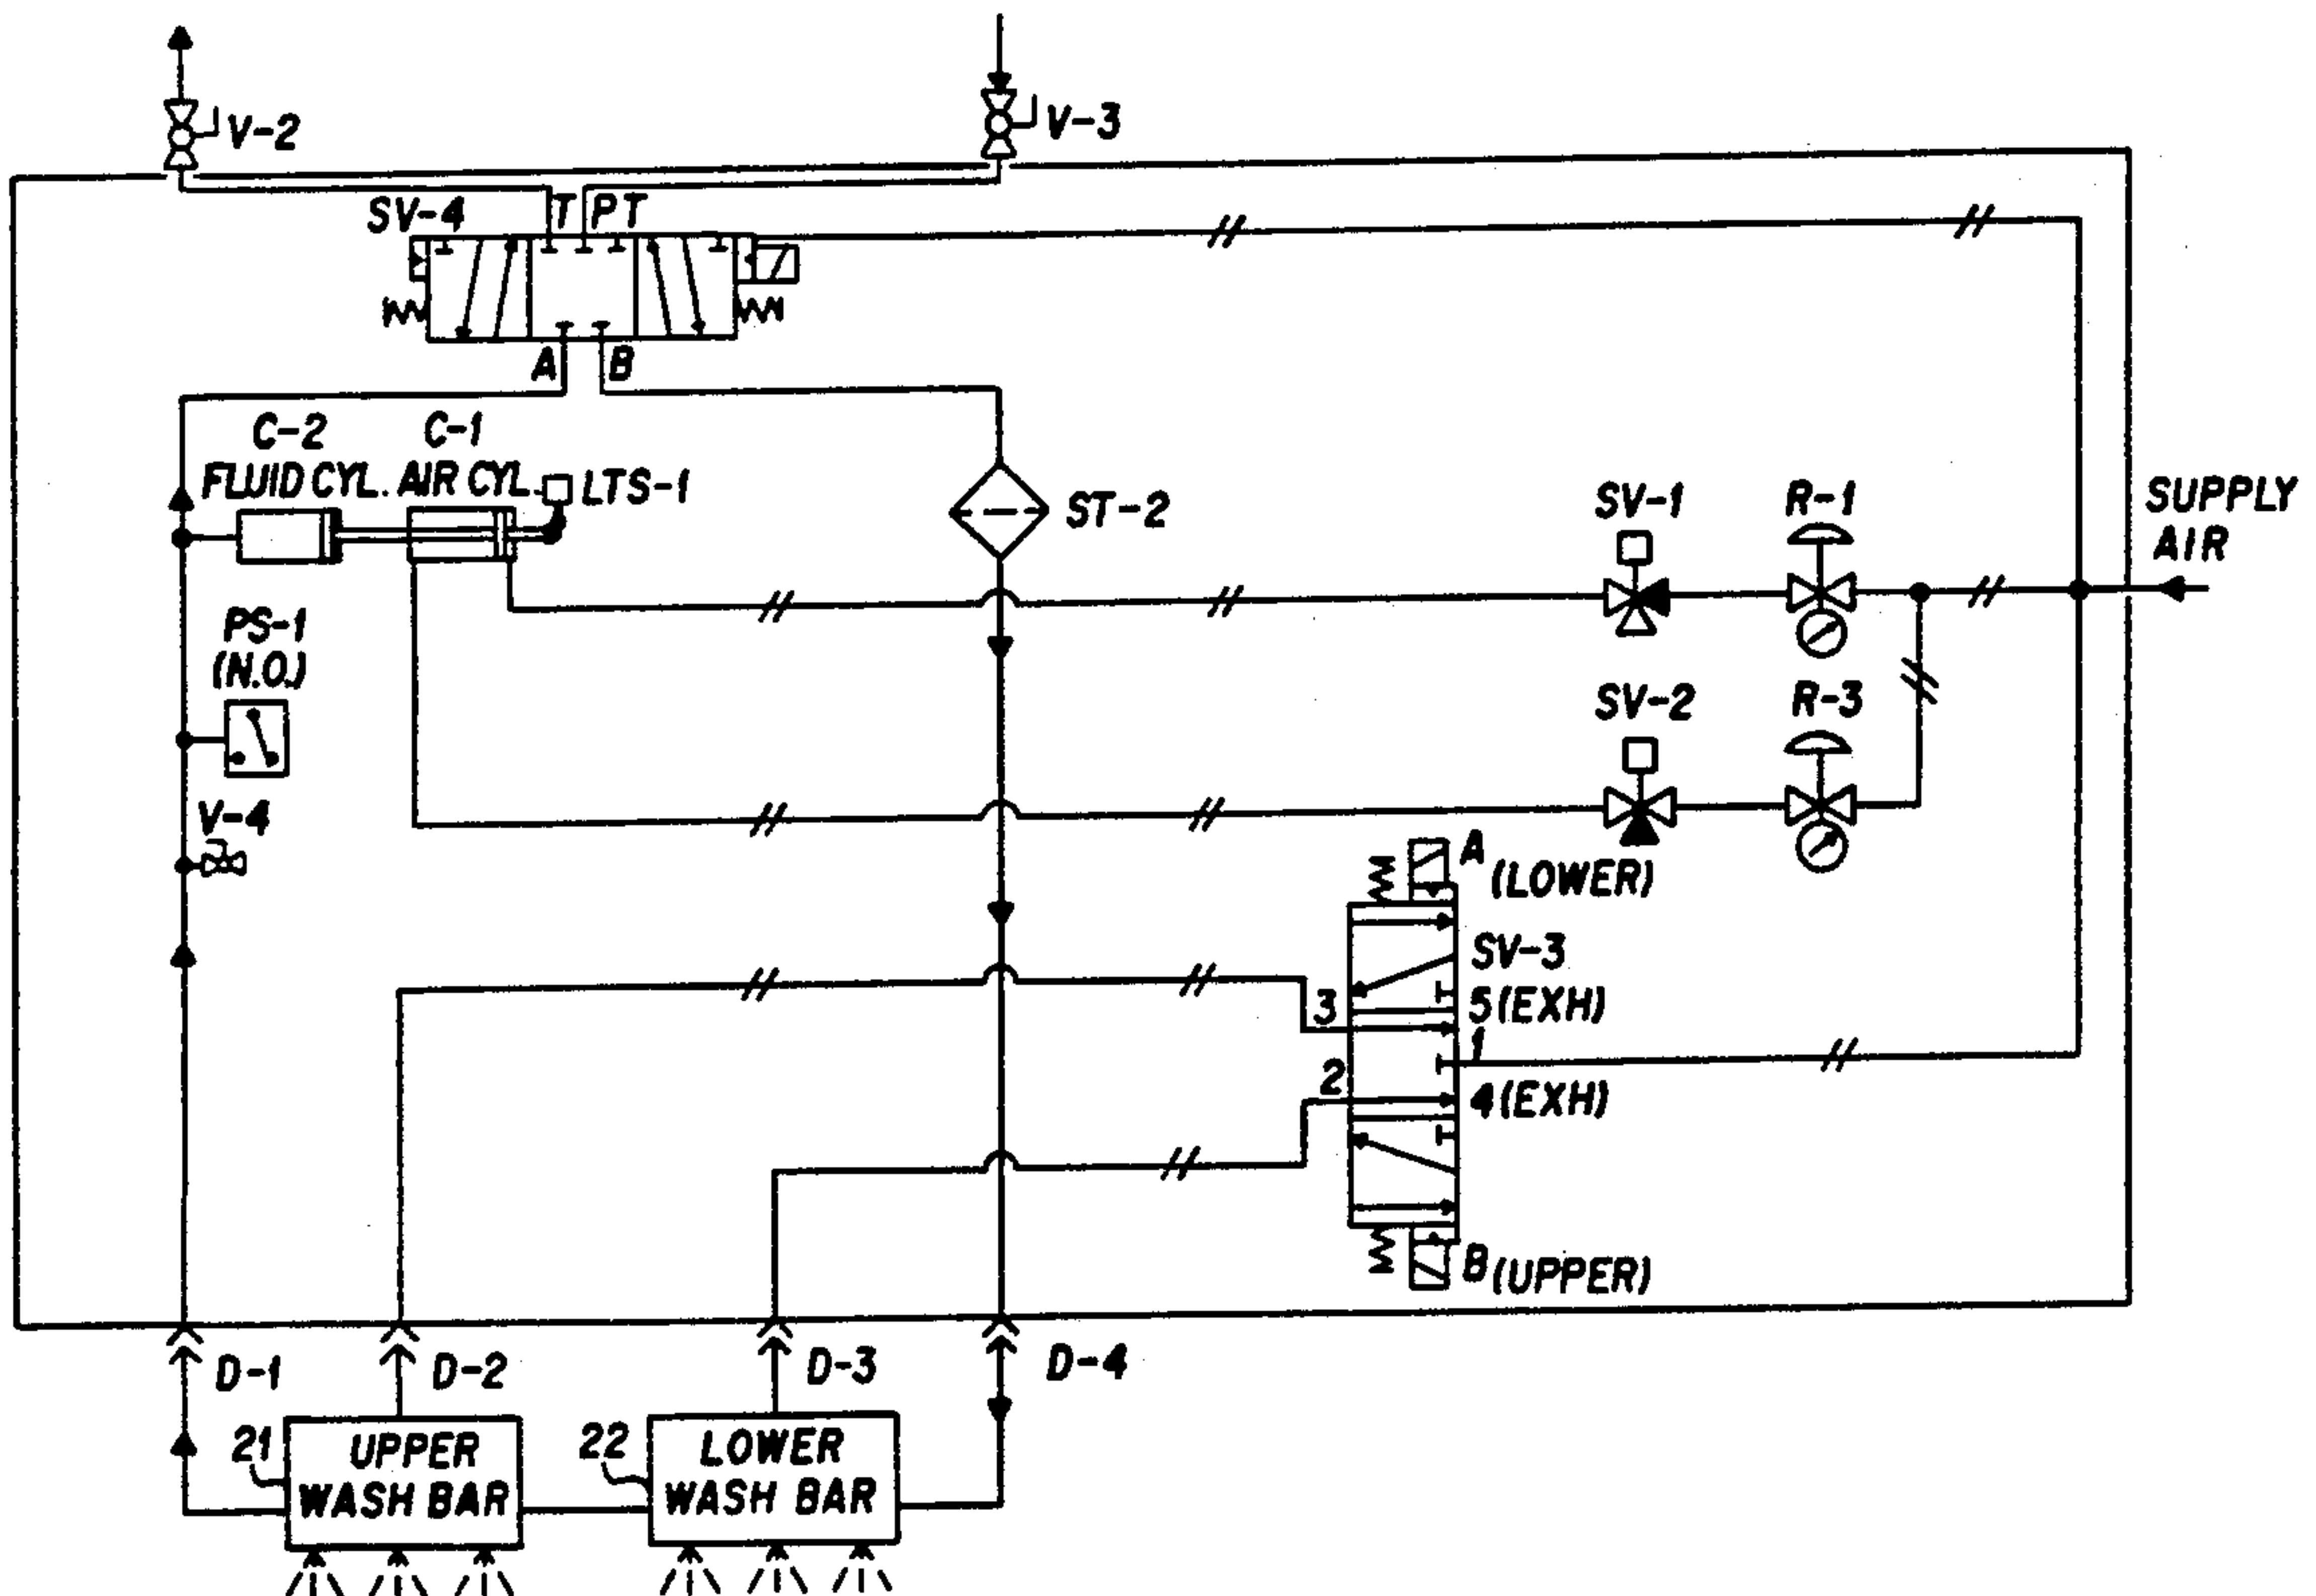 V-2
V-3
SV-4
T
P
T
A
B
C-2
C-1
FLUID CYL.
AIR CYL.
LTS-1
ST-2
SV-1
R-1
SUPPLY
AIR
PS-1
(N.O.)
SV-2
R-3
V-4
A
(LOWER)
SV-3
3
5(EXH)
1
2
4(EXH)
B
(UPPER)
D-1
D-2
D-3
D-4
21
UPPER
WASH BAR
22
LOWER
WASH BAR